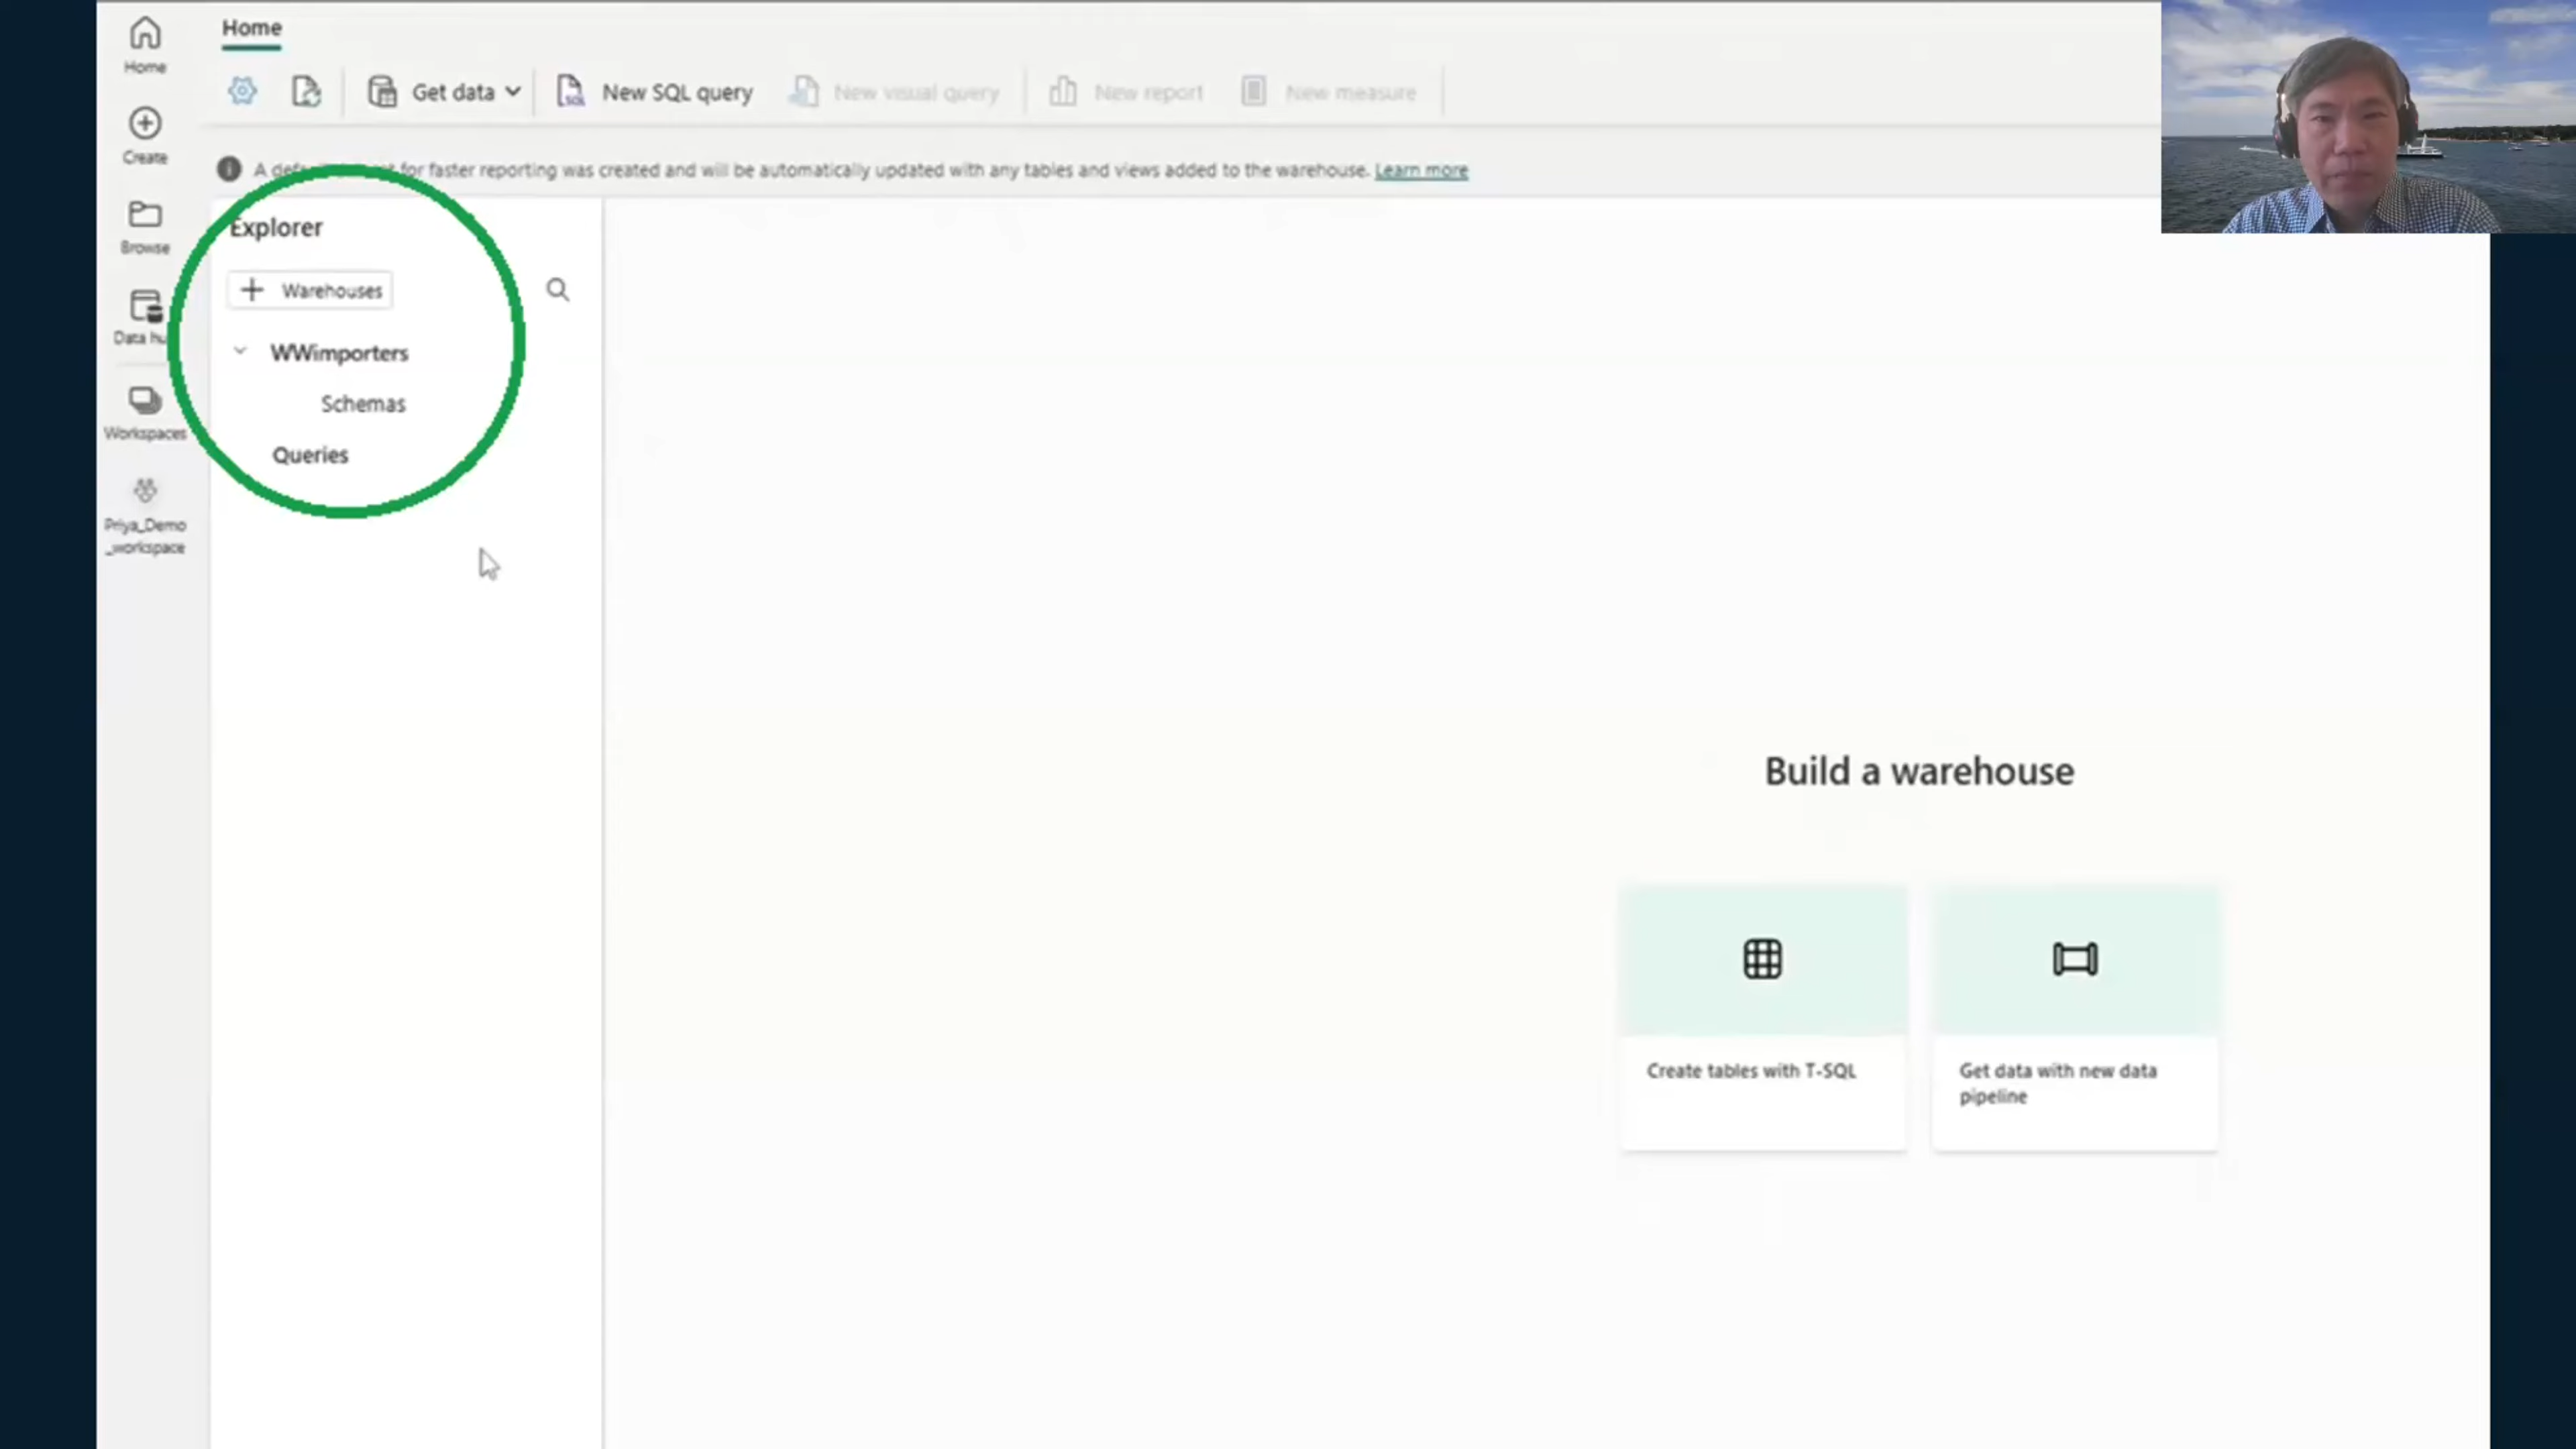 Home
Home
Get data
New SQL query
New visual query
New report
New measure
Create
A for faster reporting was created and will be automatically updated with any tables and views added to the warehouse. Learn more
Browse
Explorer
Warehouses
Data hu
WWimporters
Schemas
Workspaces
Queries
Priya_Demo
_workspace
Build a warehouse
Create tables with T-SQL
Get data with new data
pipeline